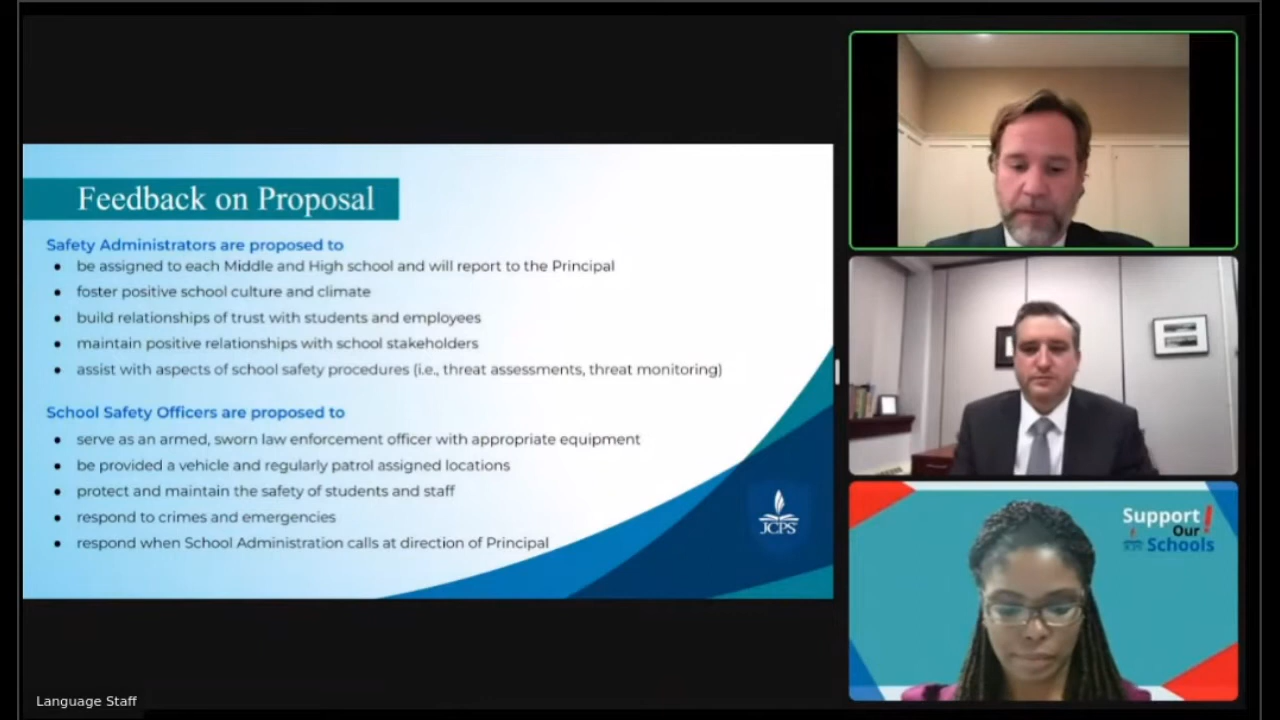 Feedback on Proposal
Safety Administrators are proposed to
• be assigned to each Middle and High school and will report to the Principal
• foster positive school culture and climate
• build relationships of trust with students and employees
• maintain positive relationships with school stakeholders
• assist with aspects of school safety procedures (i.e., threat assessments, threat monitoring)
School Safety Officers are proposed to
• serve as an armed, sworn law enforcement officer with appropriate equipment
• be provided a vehicle and regularly patrol assigned locations
• protect and maintain the safety of students and staff
• respond to crimes and emergencies
• respond when School Administration calls at direction of Principal
JCPS
Support!
Our
JCPS Schools
Language Staff